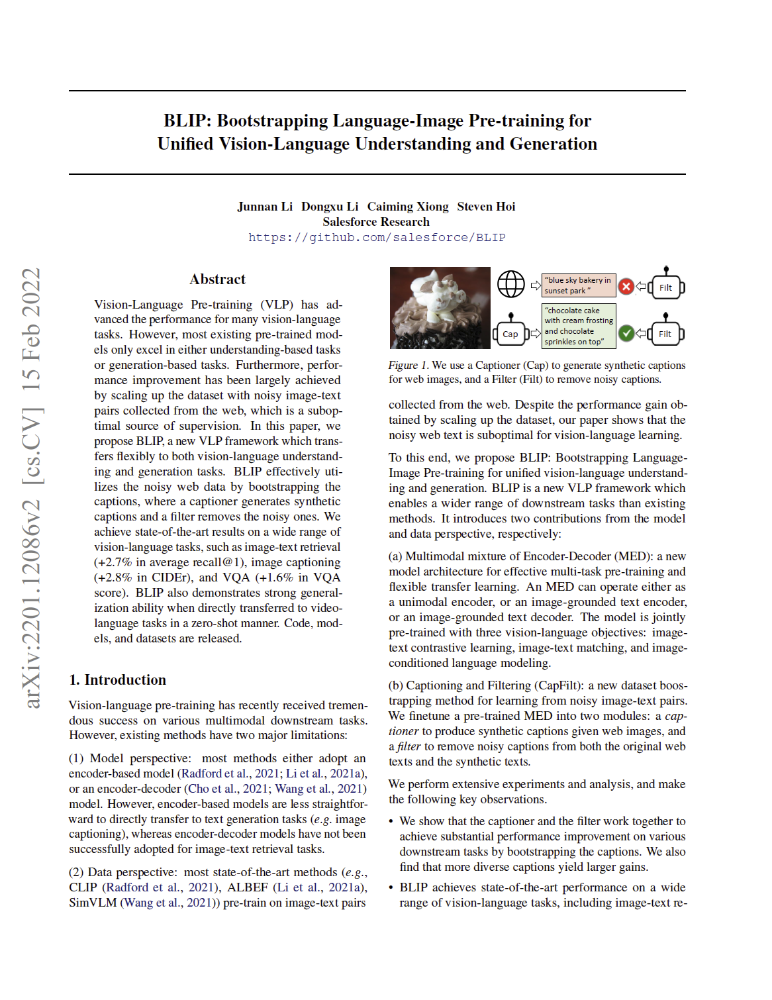 BLIP: Bootstrapping Language-Image Pre-training for
Unified Vision-Language Understanding and Generation
Junnan Li Dongxu Li Caiming Xiong Steven Hoi
Salesforce Research
https://github.com/salesforce/BLIP
arXiv:2201.12086v2 [cs.CV] 15 Feb 2022
Abstract
Vision-Language Pre-training (VLP) has ad-
vanced the performance for many vision-language
tasks. However, most existing pre-trained mod-
els only excel in either understanding-based tasks
or generation-based tasks. Furthermore, perfor-
mance improvement has been largely achieved
by scaling up the dataset with noisy image-text
pairs collected from the web, which is a subop-
timal source of supervision. In this paper, we
propose BLIP, a new VLP framework which trans-
fers flexibly to both vision-language understand-
ing and generation tasks. BLIP effectively uti-
lizes the noisy web data by bootstrapping the
captions, where a captioner generates synthetic
captions and a filter removes the noisy ones. We
achieve state-of-the-art results on a wide range of
vision-language tasks, such as image-text retrieval
(+2.7% in average recall@1), image captioning
(+2.8% in CIDEr), and VQA (+1.6% in VQA
score). BLIP also demonstrates strong general-
ization ability when directly transferred to video-
language tasks in a zero-shot manner. Code, mod-
els, and datasets are released.
1. Introduction
Vision-language pre-training has recently received tremen-
dous success on various multimodal downstream tasks.
However, existing methods have two major limitations:
(1) Model perspective: most methods either adopt an
encoder-based model (Radford et al., 2021; Li et al., 2021a),
or an encoder-decoder (Cho et al., 2021; Wang et al., 2021)
model. However, encoder-based models are less straightfor-
ward to directly transfer to text generation tasks (e.g. image
captioning), whereas encoder-decoder models have not been
successfully adopted for image-text retrieval tasks.
(2) Data perspective: most state-of-the-art methods (e.g.,
CLIP (Radford et al., 2021), ALBEF (Li et al., 2021a),
SimVLM (Wang et al., 2021)) pre-train on image-text pairs
"blue sky bakery in
sunset park "
Filt
Cap
"chocolate cake
with cream frosting
and chocolate
sprinkles on top"
Filt
Figure 1. We use a Captioner (Cap) to generate synthetic captions
for web images, and a Filter (Filt) to remove noisy captions.
collected from the web. Despite the performance gain ob-
tained by scaling up the dataset, our paper shows that the
noisy web text is suboptimal for vision-language learning.
To this end, we propose BLIP: Bootstrapping Language-
Image Pre-training for unified vision-language understand-
ing and generation. BLIP is a new VLP framework which
enables a wider range of downstream tasks than existing
methods. It introduces two contributions from the model
and data perspective, respectively:
(a) Multimodal mixture of Encoder-Decoder (MED): a new
model architecture for effective multi-task pre-training and
flexible transfer learning. An MED can operate either as
a unimodal encoder, or an image-grounded text encoder,
or an image-grounded text decoder. The model is jointly
pre-trained with three vision-language objectives: image-
text contrastive learning, image-text matching, and image-
conditioned language modeling.
(b) Captioning and Filtering (CapFilt): a new dataset boos-
trapping method for learning from noisy image-text pairs.
We finetune a pre-trained MED into two modules: a cap-
tioner to produce synthetic captions given web images, and
a filter to remove noisy captions from both the original web
texts and the synthetic texts.
We perform extensive experiments and analysis, and make
the following key observations.
• We show that the captioner and the filter work together to
achieve substantial performance improvement on various
downstream tasks by bootstrapping the captions. We also
find that more diverse captions yield larger gains.
• BLIP achieves state-of-the-art performance on a wide
range of vision-language tasks, including image-text re-